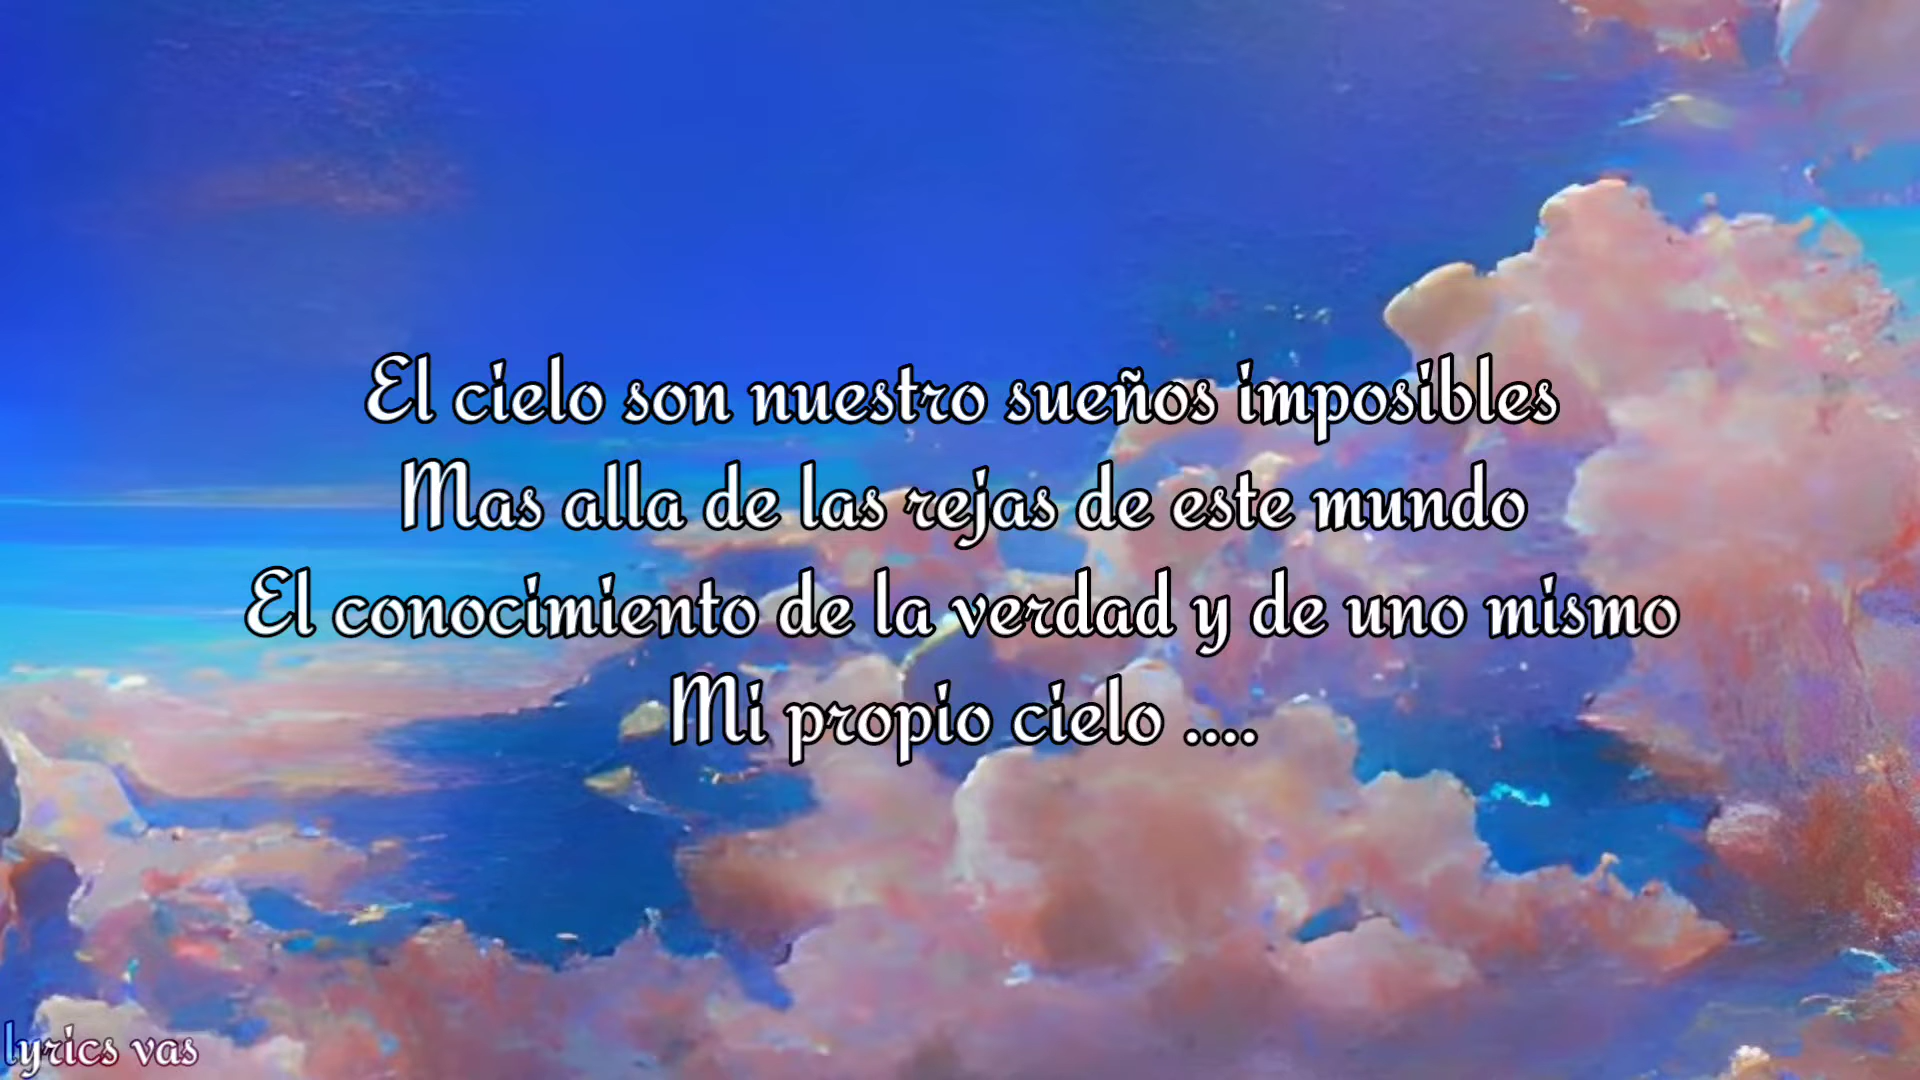 El cielo son nuestro sueños imposibles
Mas alla de las rejas de este mundo
El conocimiento de la verdad y de uno mismo
Mi propio cielo ....
lyrics vas